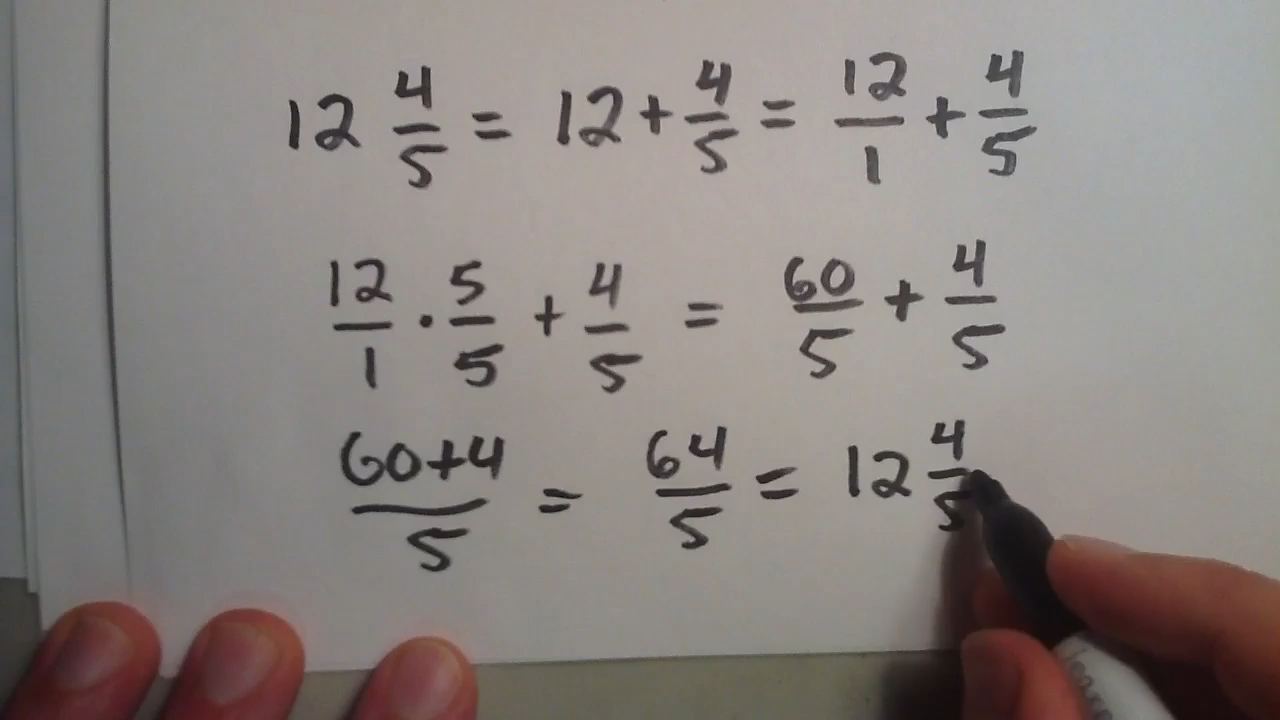 12 4/5 = 12 + 4/5 = 12/1 + 4/5
12/1 · 5/5 + 4/5 = 60/5 + 4/5
60+4/5 = 64/5 = 12 4/5